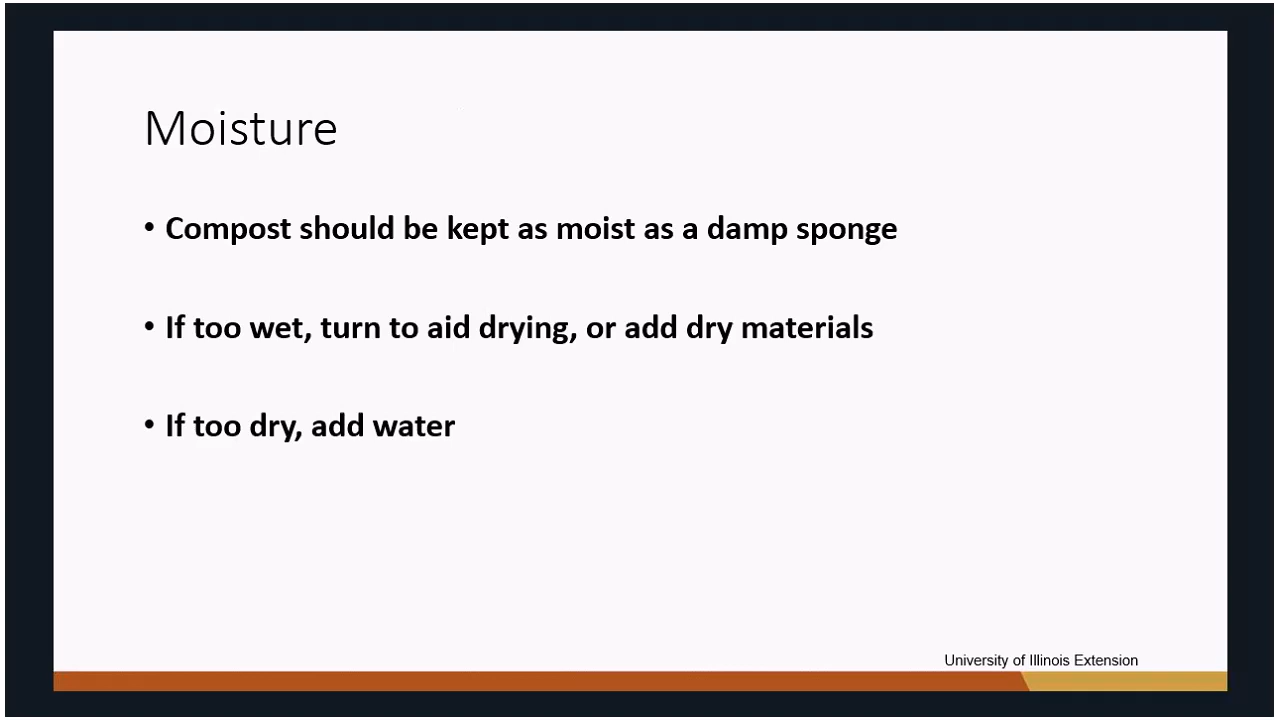 Moisture
• Compost should be kept as moist as a damp sponge
• If too wet, turn to aid drying, or add dry materials
• If too dry, add water
University of Illinois Extension